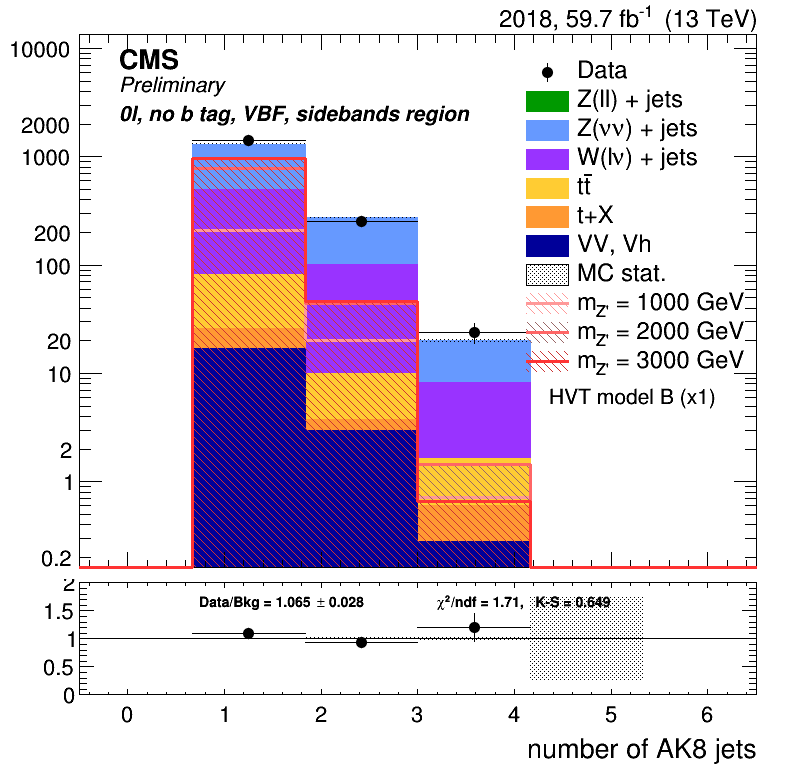 2018, 59.7 fb⁻¹ (13 TeV)
CMS
Preliminary
0l, no b tag, VBF, sidebands region
Data
Z(ll) + jets
Z(νν) + jets
W(lν) + jets
tt̄
t+X
VV, Vh
MC stat.
m_Z' = 1000 GeV
m_Z' = 2000 GeV
m_Z' = 3000 GeV
HVT model B (x1)
10000
2000
1000
200
100
20
10
2
1
0.2
Data/Bkg = 1.065 ± 0.028 χ²/ndf = 1.71, K-S = 0.649
2
1.5
1
0.5
0
0 1 2 3 4 5 6
number of AK8 jets